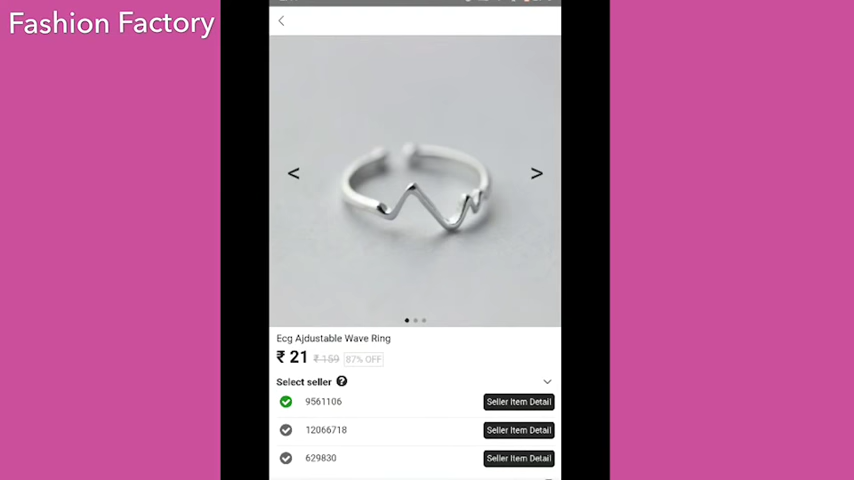 Fashion Factory
<
>
Ecg Ajdustable Wave Ring
₹ 21 ₹ 159 87% OFF
Select seller ?
9561106 Seller Item Detail
12066718 Seller Item Detail
629830 Seller Item Detail